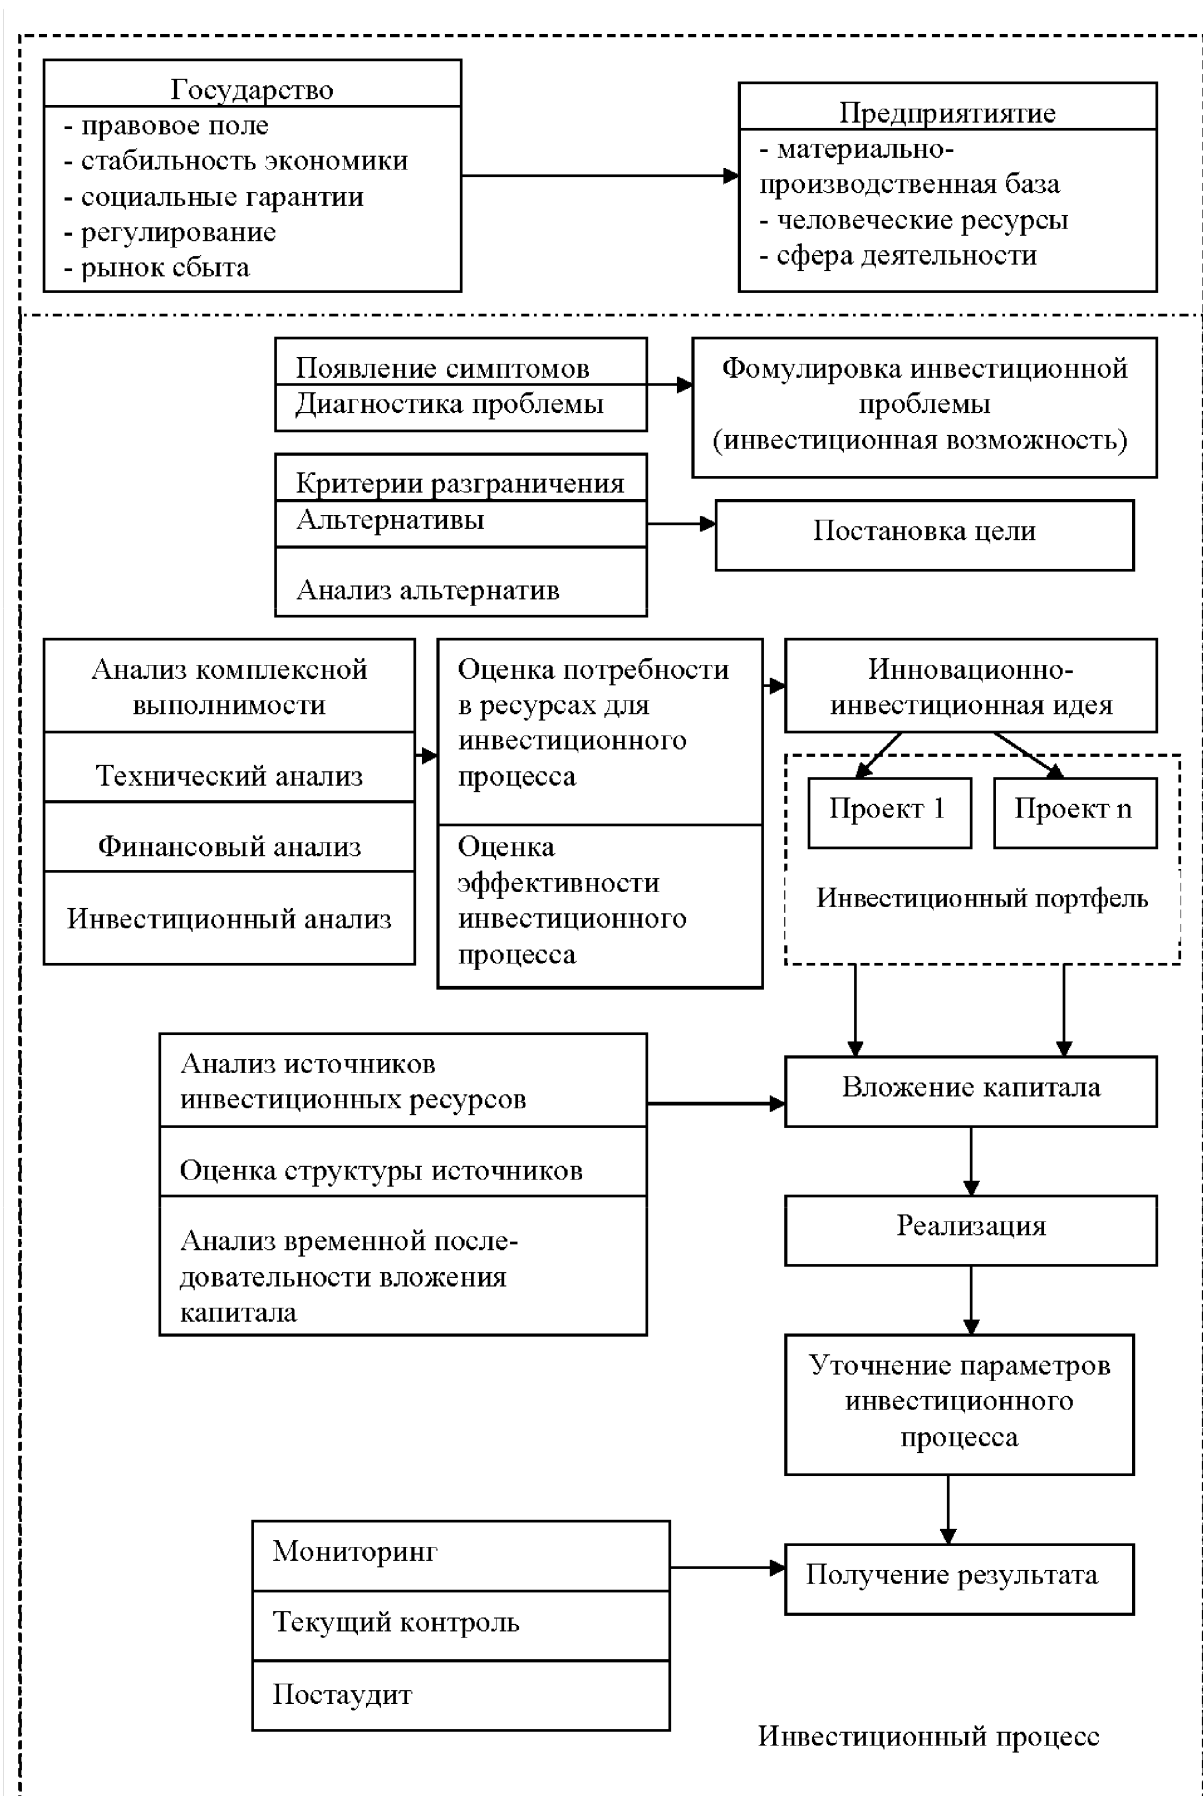 Государство
- правовое поле
- стабильность экономики
- социальные гарантии
- регулирование
- рынок сбыта
Предприятиятие
- материально-
производственная база
- человеческие ресурсы
- сфера деятельности
Появление симптомов
Диагностика проблемы
Фомулировка инвестиционной
проблемы
(инвестиционная возможность)
Критерии разграничения
Альтернативы
Анализ альтернатив
Постановка цели
Анализ комплексной
выполнимости
Технический анализ
Финансовый анализ
Инвестиционный анализ
Оценка потребности
в ресурсах для
инвестиционного
процесса
Оценка
эффективности
инвестиционного
процесса
Инновационно-
инвестиционная идея
Проект 1
Проект n
Инвестиционный портфель
Анализ источников
инвестиционных ресурсов
Оценка структуры источников
Анализ временной после-
довательности вложения
капитала
Вложение капитала
Реализация
Уточнение параметров
инвестиционного
процесса
Мониторинг
Текущий контроль
Постаудит
Получение результата
Инвестиционный процесс